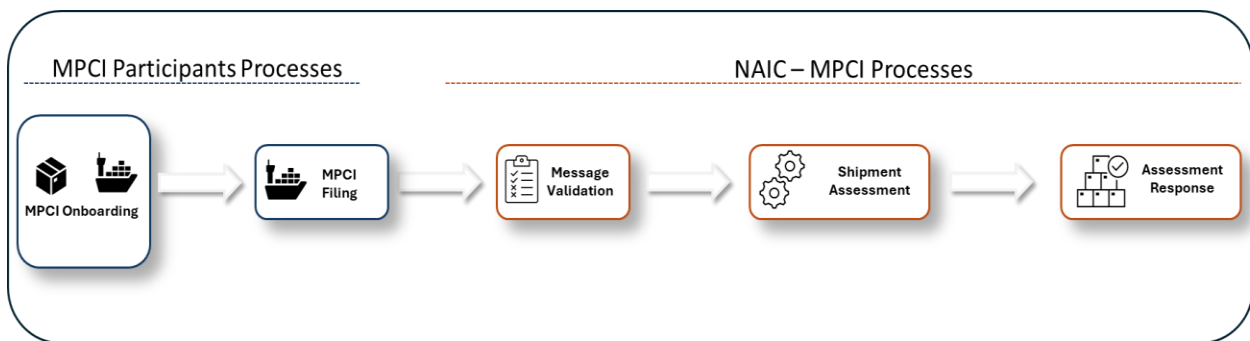 MPCI Participants Processes
NAIC – MPCI Processes
MPCI Onboarding
MPCI
Filing
Message
Validation
Shipment
Assessment
Assessment
Response